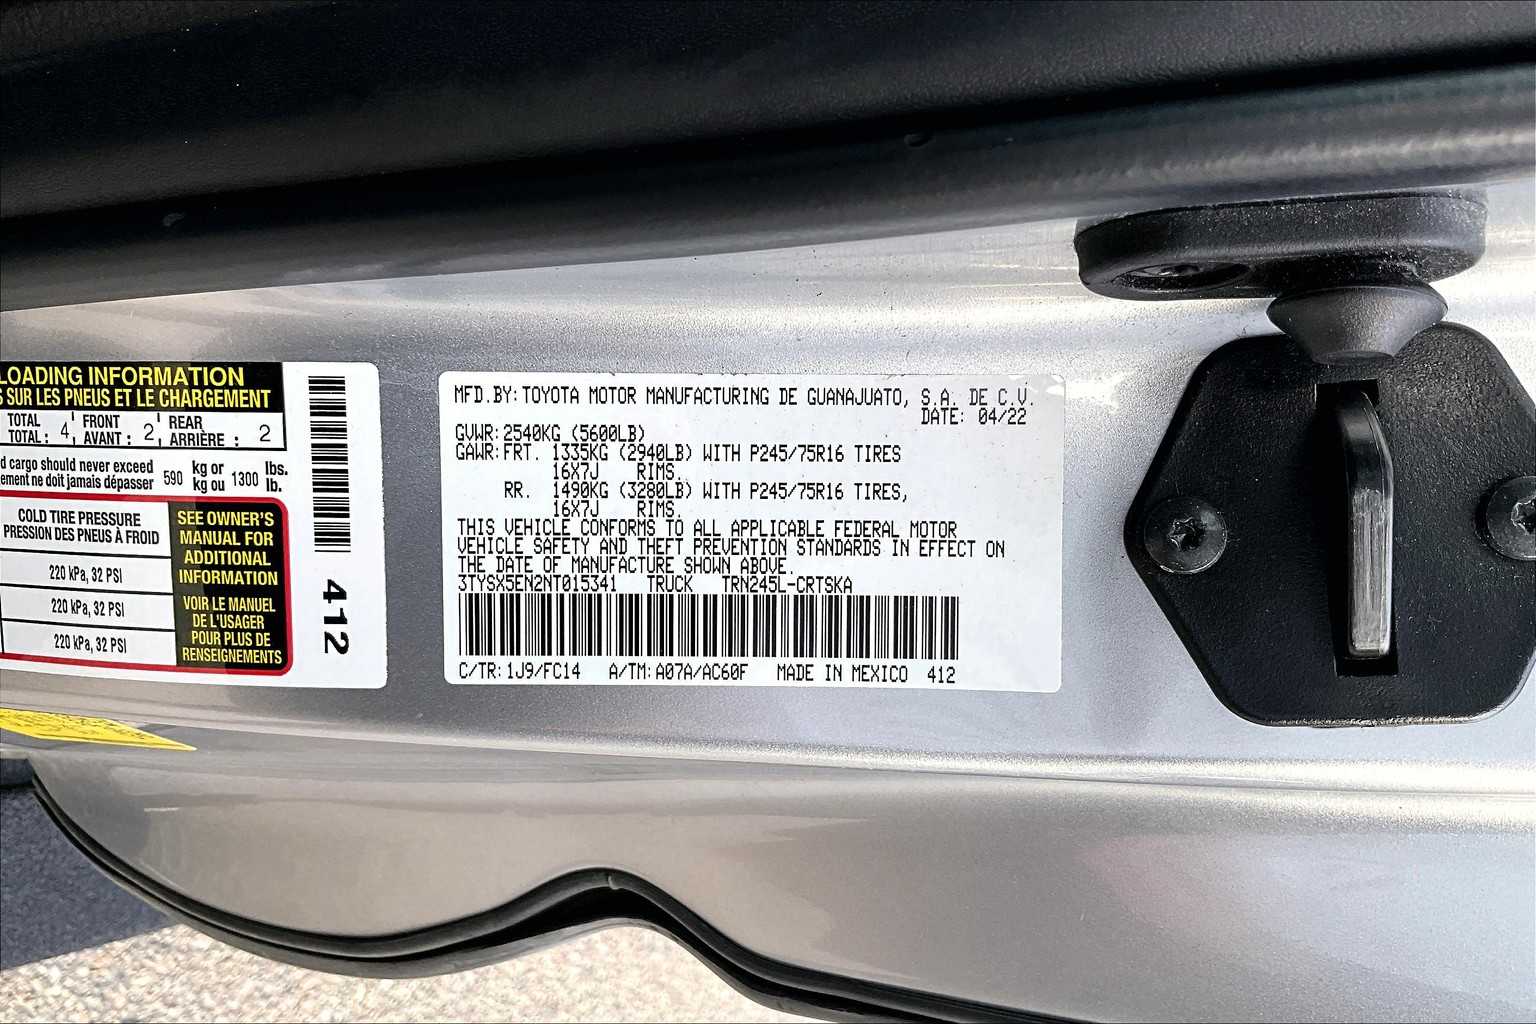 LOADING INFORMATION
S SUR LES PNEUS ET LE CHARGEMENT
TOTAL FRONT REAR
TOTAL : 4 AVANT : 2 ARRIÈRE : 2
d cargo should never exceed 590 kg or 1300 lbs.
ement ne doit jamais dépasser kg ou lb.
COLD TIRE PRESSURE
PRESSION DES PNEUS À FROID
220 kPa, 32 PSI
220 kPa, 32 PSI
220 kPa, 32 PSI
SEE OWNER'S
MANUAL FOR
ADDITIONAL
INFORMATION
VOIR LE MANUEL
DE L'USAGER
POUR PLUS DE
RENSEIGNEMENTS
412
MFD.BY:TOYOTA MOTOR MANUFACTURING DE GUANAJUATO, S.A. DE C.V.
DATE: 04/22
GVWR:2540KG (5600LB)
GAWR:FRT. 1335KG (2940LB) WITH P245/75R16 TIRES
16X7J RIMS.
RR. 1490KG (3280LB) WITH P245/75R16 TIRES,
16X7J RIMS.
THIS VEHICLE CONFORMS TO ALL APPLICABLE FEDERAL MOTOR
VEHICLE SAFETY AND THEFT PREVENTION STANDARDS IN EFFECT ON
THE DATE OF MANUFACTURE SHOWN ABOVE.
3TYSX5EN2NT015341 TRUCK TRN245L-CRTSKA
C/TR:1J9/FC14 A/TM:A07A/AC60F MADE IN MEXICO 412